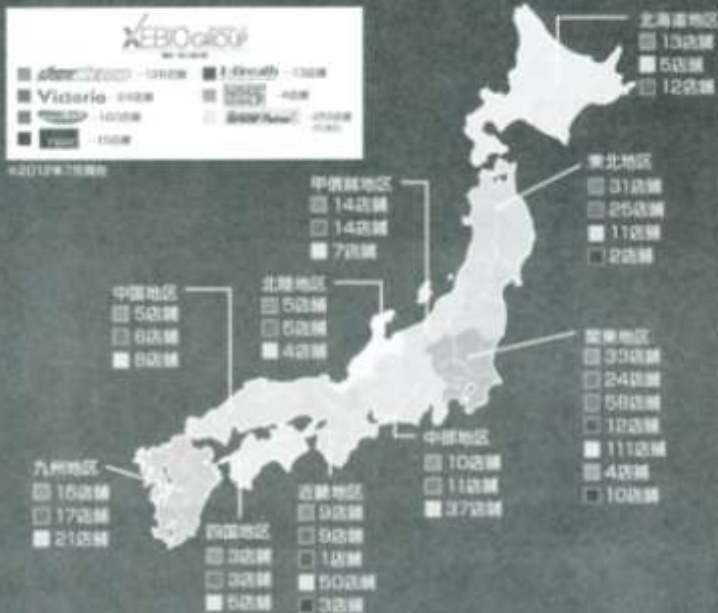 XEBIO GROUP
Victoria
※2012年7月現在
北海道地区
13店舗
5店舗
12店舗
東北地区
31店舗
25店舗
11店舗
2店舗
甲信越地区
14店舗
14店舗
7店舗
北陸地区
5店舗
5店舗
4店舗
中国地区
5店舗
6店舗
8店舗
関東地区
33店舗
24店舗
58店舗
12店舗
111店舗
4店舗
10店舗
中部地区
10店舗
11店舗
37店舗
九州地区
17店舗
21店舗
四国地区
3店舗
3店舗
5店舗
近畿地区
9店舗
9店舗
1店舗
50店舗
3店舗